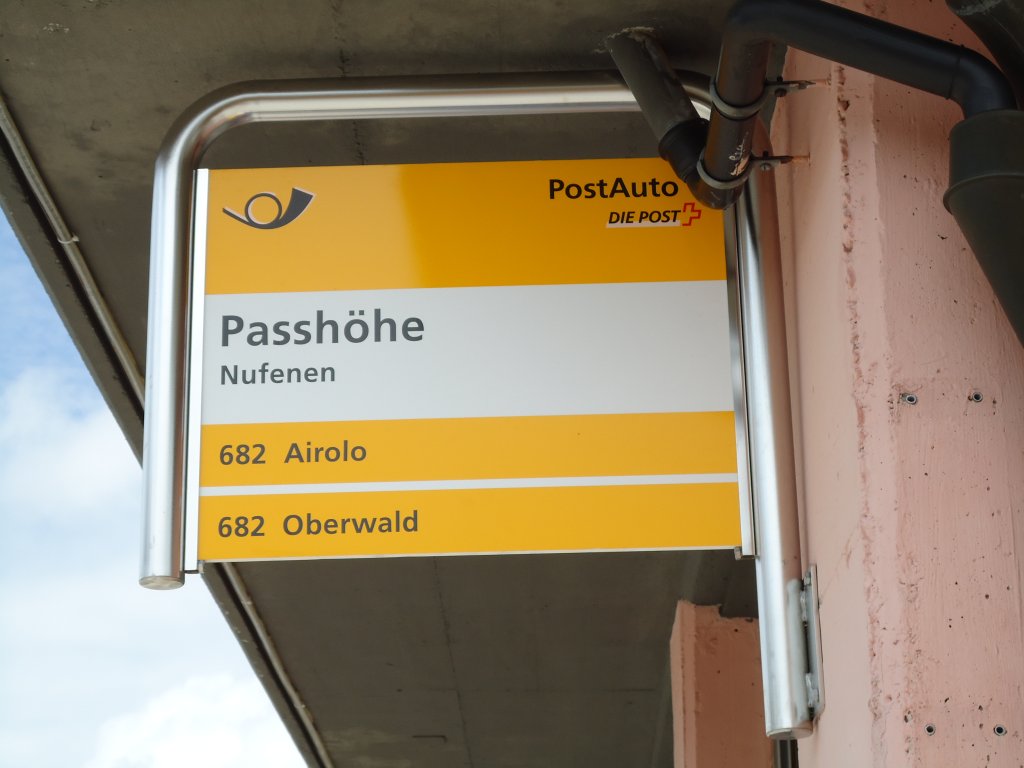 PostAuto
DIE POST
Passhöhe
Nufenen
682 Airolo
682 Oberwald